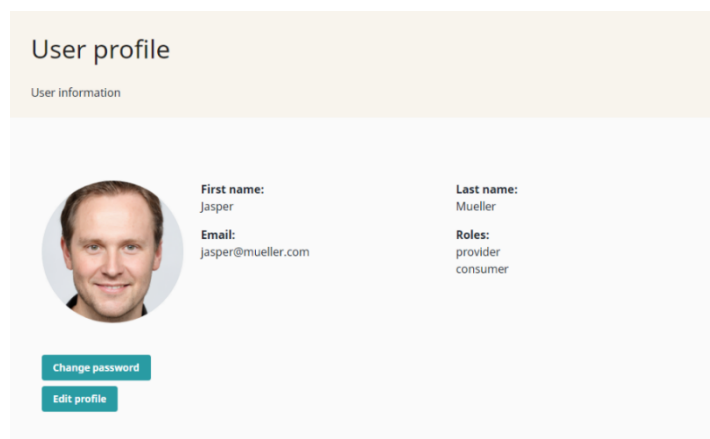 User profile
User information
First name:
Jasper
Last name:
Mueller
Email:
jasper@mueller.com
Roles:
provider
consumer
Change password
Edit profile